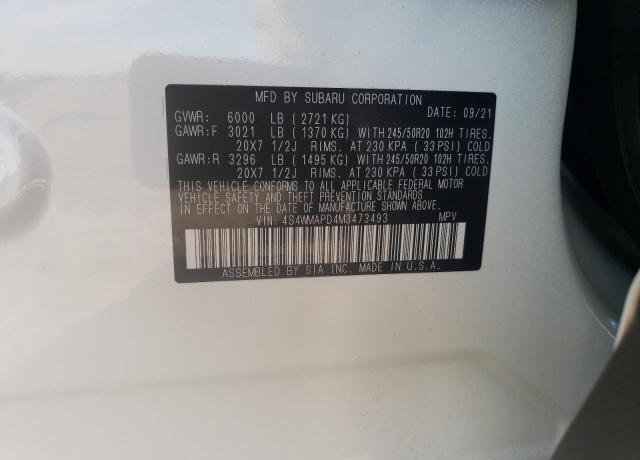 MFD BY SUBARU CORPORATION
GVWR: 6000 LB ( 2721 KG) DATE: 09/21
GAWR:F 3021 LB ( 1370 KG) WITH 245/50R20 102H TIRES.
20X7 1/2J RIMS. AT 230 KPA ( 33 PSI) COLD
GAWR:R 3296 LB ( 1495 KG) WITH 245/50R20 102H TIRES.
20X7 1/2J RIMS. AT 230 KPA ( 33 PSI) COLD
THIS VEHICLE CONFORMS TO ALL APPLICABLE FEDERAL MOTOR
VEHICLE SAFETY AND THEFT PREVENTION STANDARDS
IN EFFECT ON THE DATE OF MANUFACTURE SHOWN ABOVE.
VIN: 4S4WMAPD4M3473493 MPV
ASSEMBLED BY SIA INC. MADE IN U.S.A.